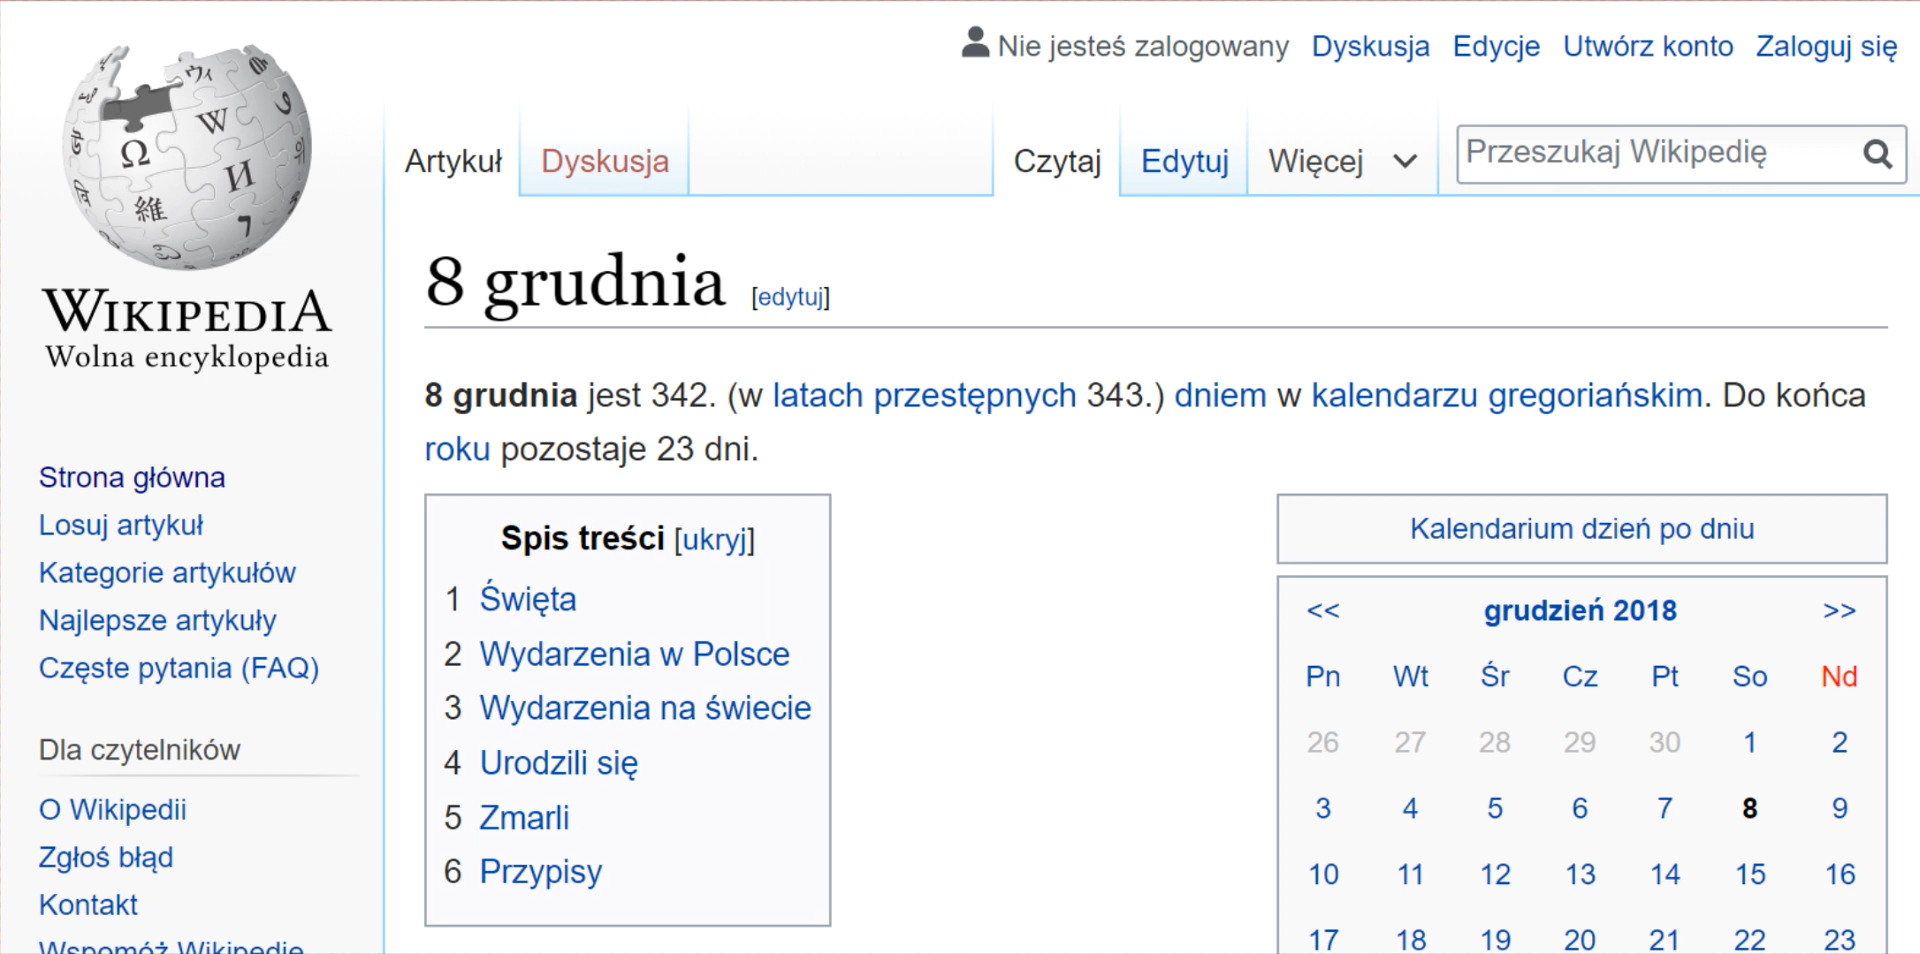 Nie jesteś zalogowany Dyskusja Edycje Utwórz konto Zaloguj się
Artykuł Dyskusja Czytaj Edytuj Więcej Przeszukaj Wikipedię
Ω W И 維 7
WIKIPEDIA
Wolna encyklopedia
Strona główna
Losuj artykuł
Kategorie artykułów
Najlepsze artykuły
Częste pytania (FAQ)
Dla czytelników
O Wikipedii
Zgłoś błąd
Kontakt
Wspomóż Wikipedię
8 grudnia [edytuj]
8 grudnia jest 342. (w latach przestępnych 343.) dniem w kalendarzu gregoriańskim. Do końca
roku pozostaje 23 dni.
Spis treści [ukryj]
1 Święta
2 Wydarzenia w Polsce
3 Wydarzenia na świecie
4 Urodzili się
5 Zmarli
6 Przypisy
Kalendarium dzień po dniu
<< grudzień 2018 >>
Pn Wt Śr Cz Pt So Nd
26 27 28 29 30 1 2
3 4 5 6 7 8 9
10 11 12 13 14 15 16
17 18 19 20 21 22 23